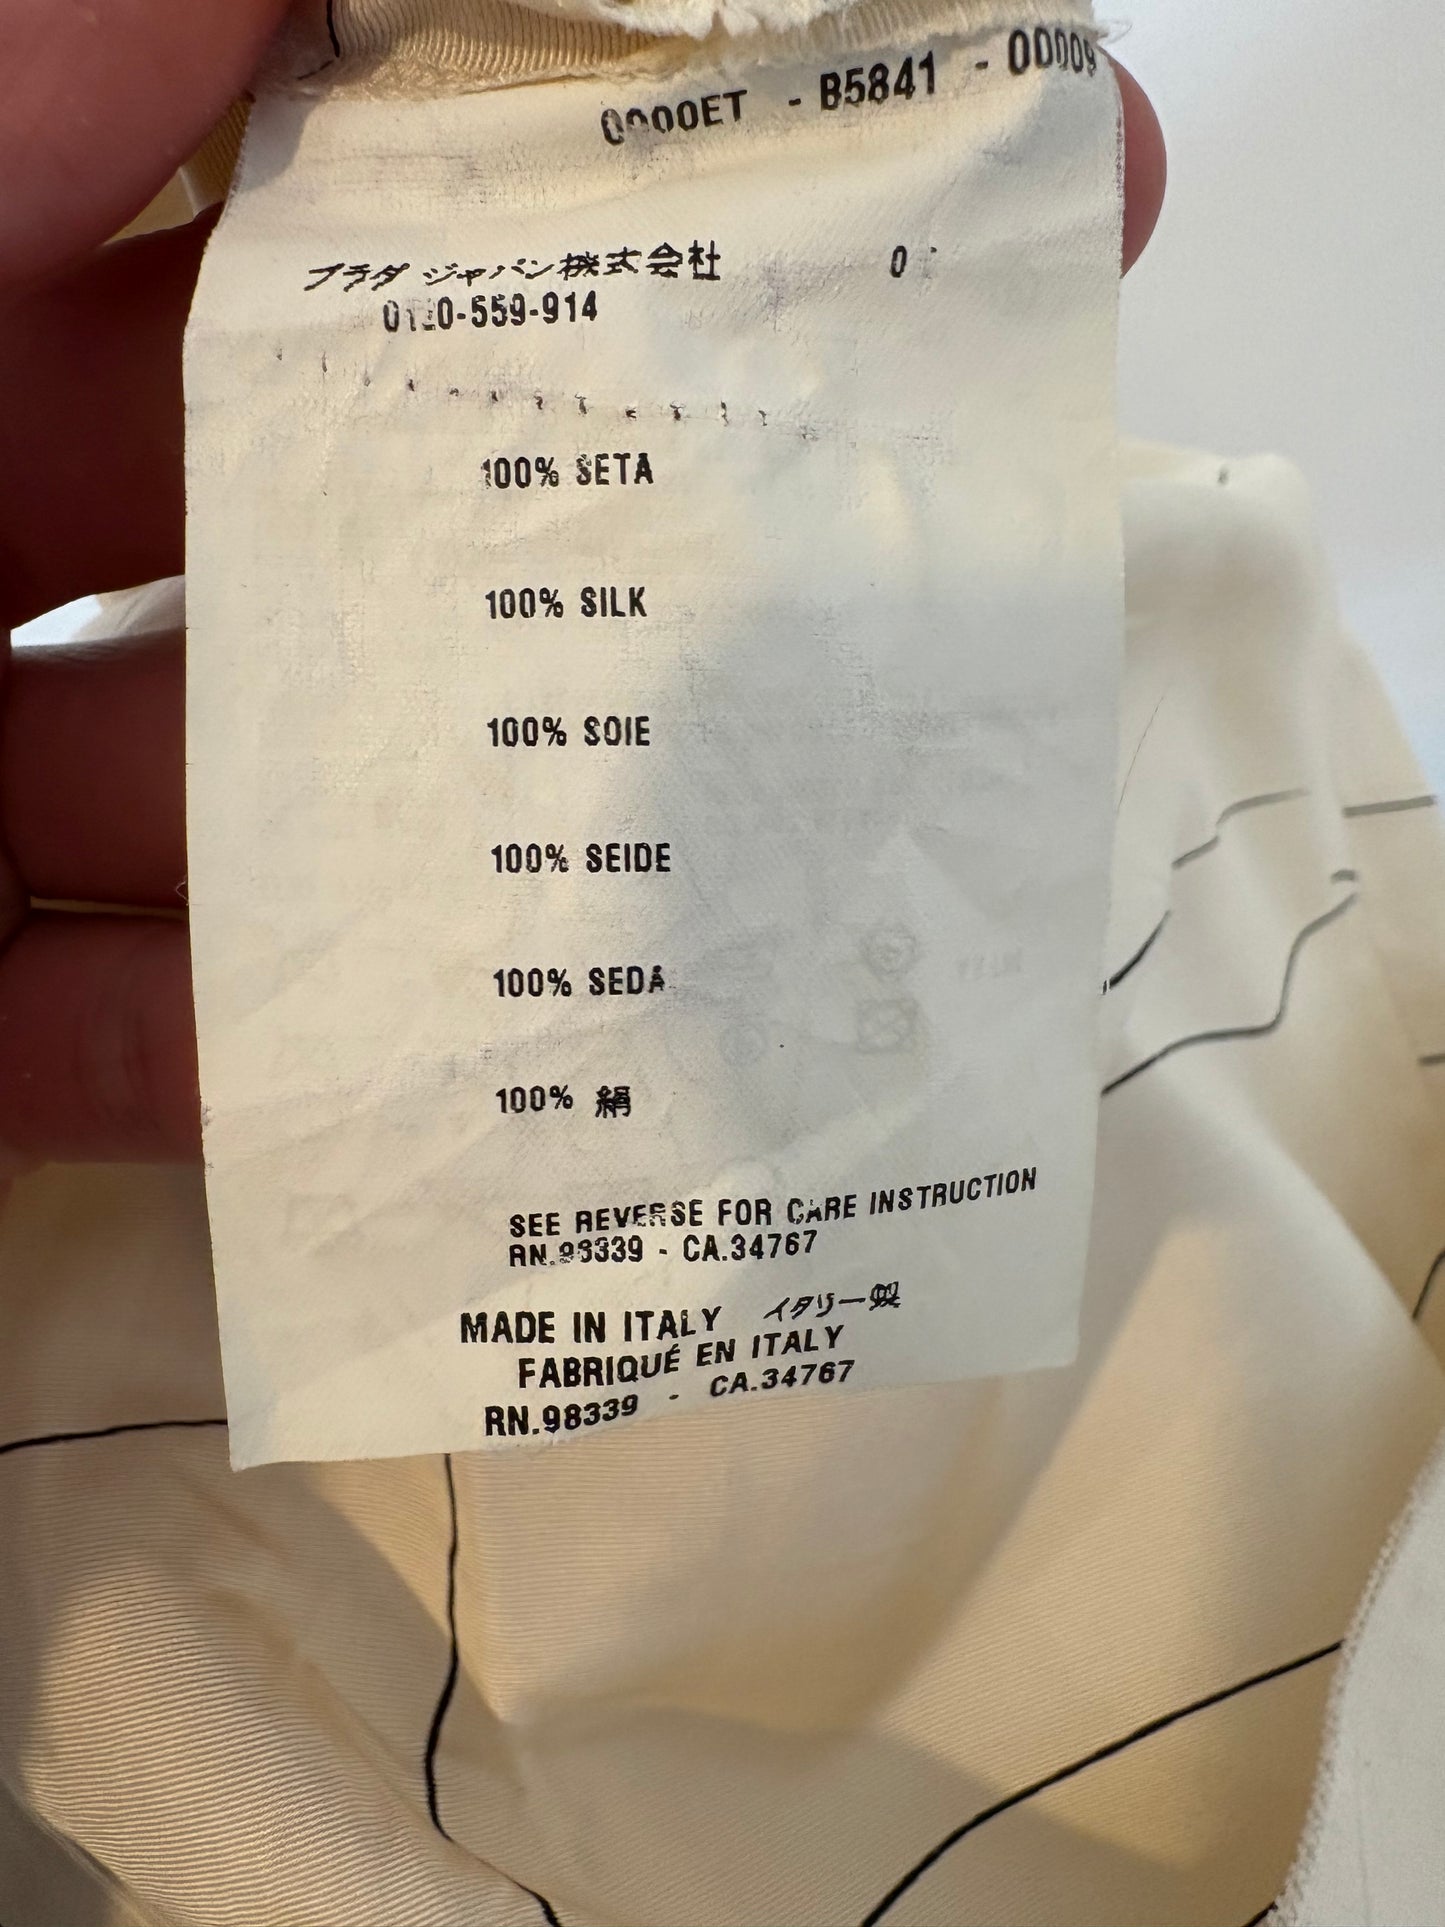 0000ET - B5841 - 00009
プラダ ジャパン株式会社 0
0120-559-914
100% SETA
100% SILK
100% SOIE
100% SEIDE
100% SEDA
100% 絹
SEE REVERSE FOR CARE INSTRUCTION
RN.98339 - CA.34767
MADE IN ITALY イタリー製
FABRIQUÉ EN ITALY
RN.98339 - CA.34767